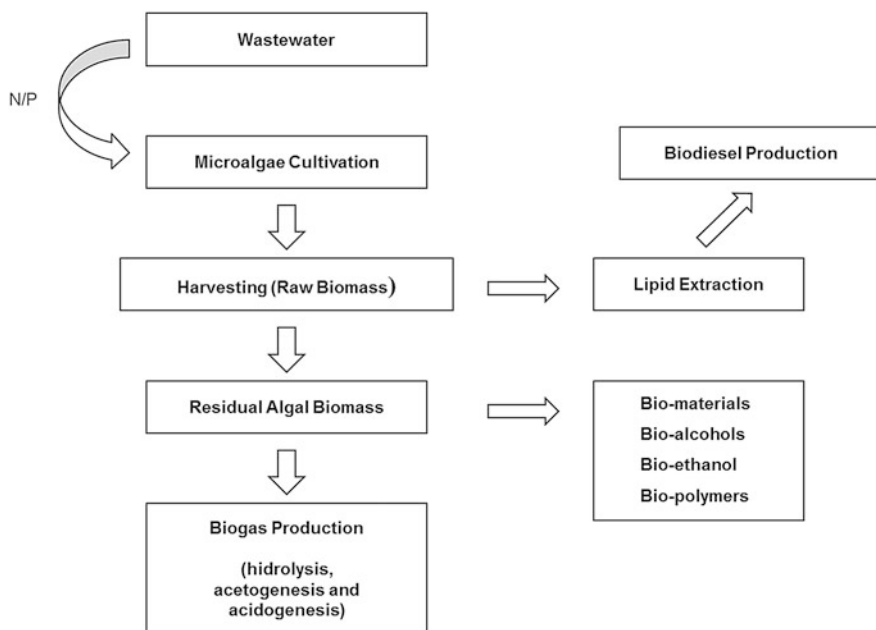 Wastewater
N/P
Microalgae Cultivation
Biodiesel Production
Harvesting (Raw Biomass)
Lipid Extraction
Residual Algal Biomass
Bio-materials
Bio-alcohols
Bio-ethanol
Bio-polymers
Biogas Production
(hidrolysis,
acetogenesis and
acidogenesis)